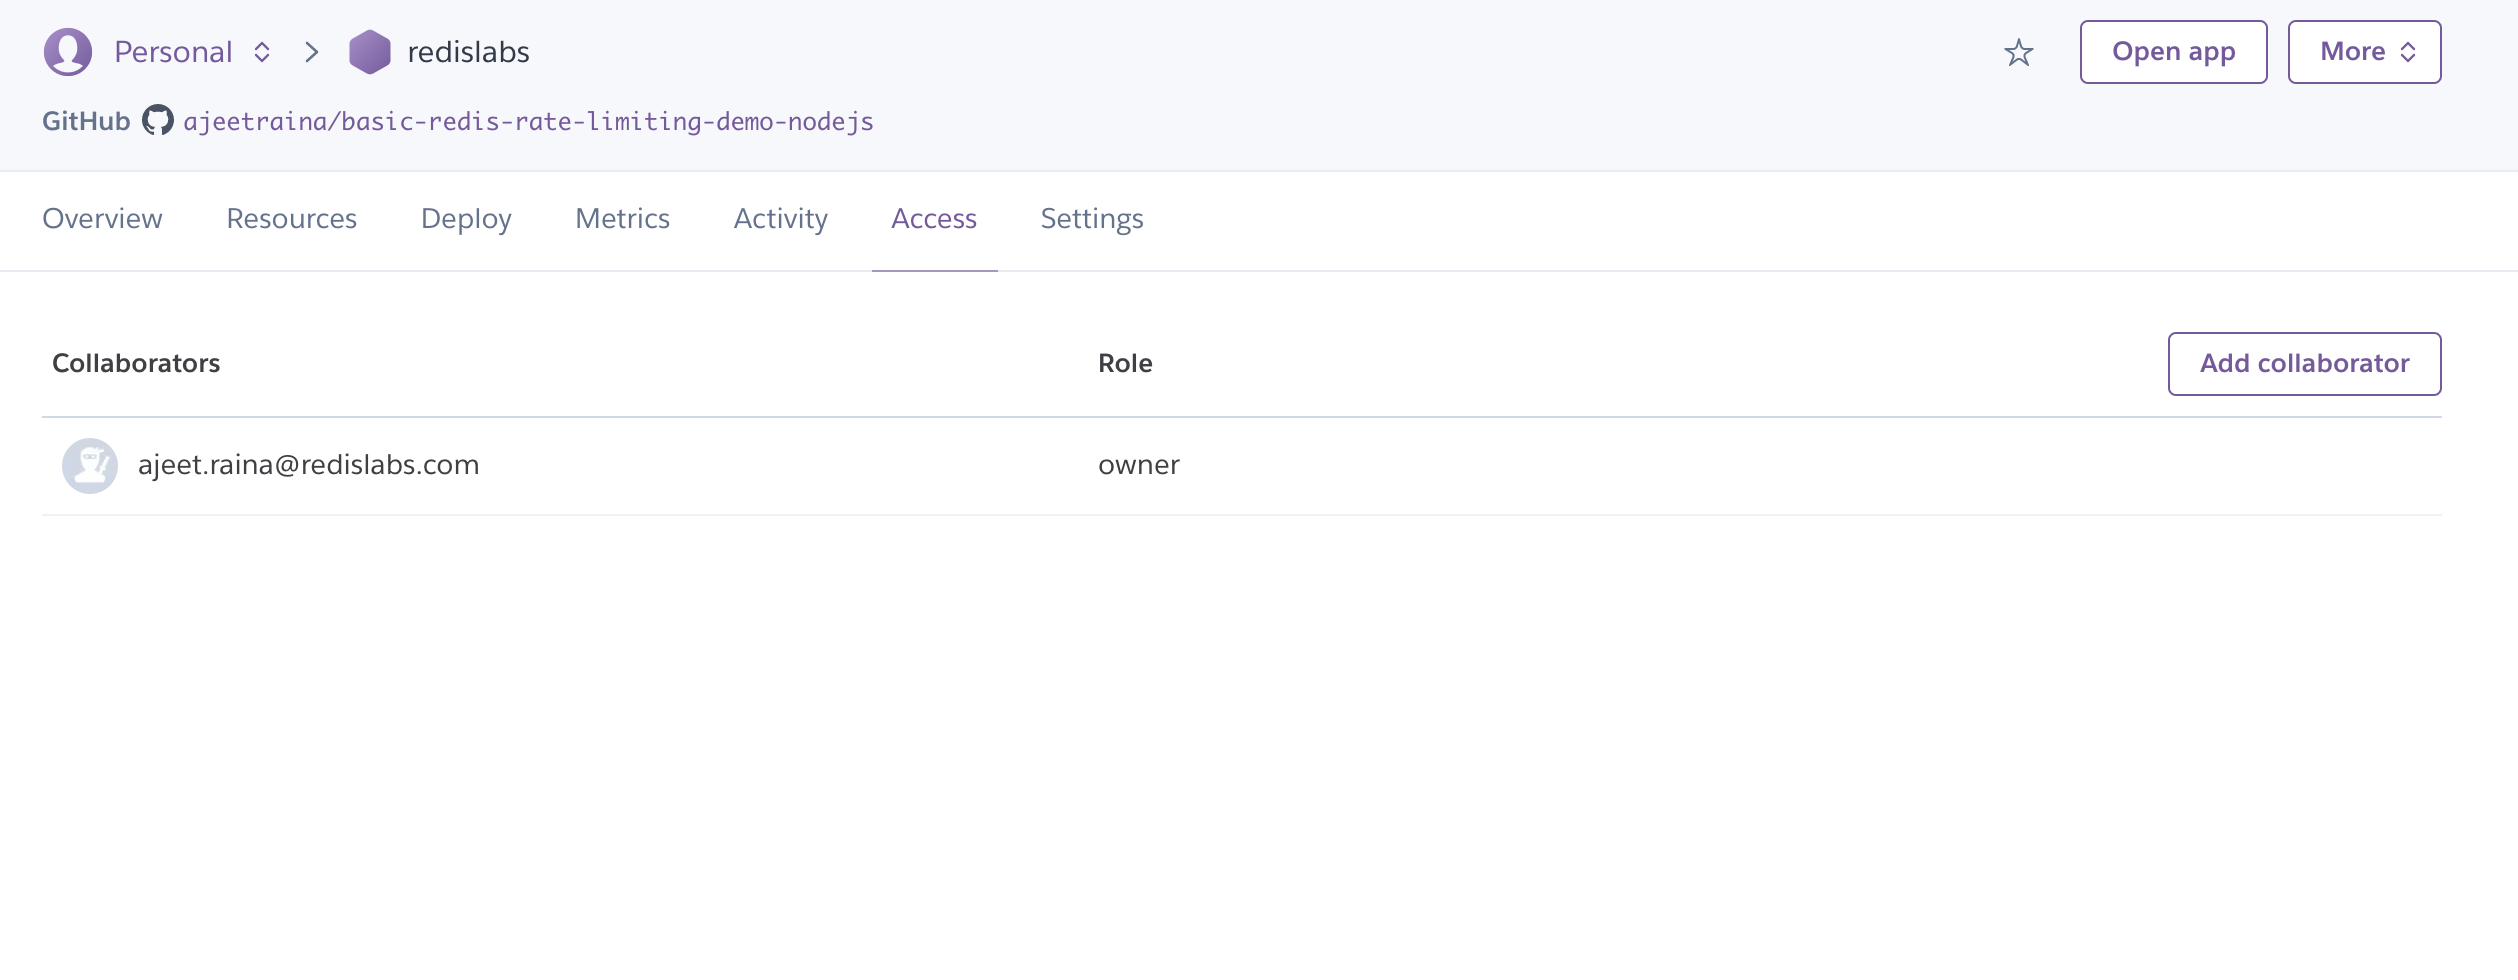 Personal redislabs Open app More
GitHub ajeetraina/basic-redis-rate-limiting-demo-nodejs
Overview Resources Deploy Metrics Activity Access Settings
Collaborators Role Add collaborator
ajeet.raina@redislabs.com owner